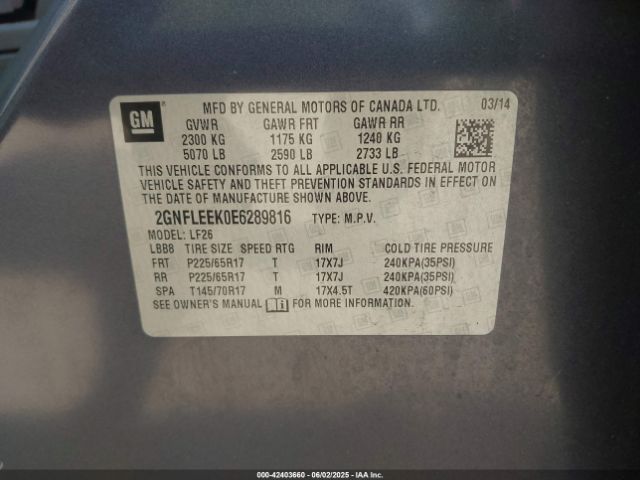 GM
MFD BY GENERAL MOTORS OF CANADA LTD. 03/14
GVWR GAWR FRT GAWR RR
2300 KG 1175 KG 1240 KG
5070 LB 2590 LB 2733 LB
THIS VEHICLE CONFORMS TO ALL APPLICABLE U.S. FEDERAL MOTOR
VEHICLE SAFETY AND THEFT PREVENTION STANDARDS IN EFFECT ON THE
DATE OF MANUFACTURE SHOWN ABOVE.
2GNFLEEK0E6289816 TYPE: M.P.V.
MODEL: LF26
LBB8 TIRE SIZE SPEED RTG RIM COLD TIRE PRESSURE
FRT P225/65R17 T 17X7J 240KPA(35PSI)
RR P225/65R17 T 17X7J 240KPA(35PSI)
SPA T145/70R17 M 17X4.5T 420KPA(60PSI)
SEE OWNER'S MANUAL FOR MORE INFORMATION.
000-42403660 - 06/02/2025 - IAAI.COM